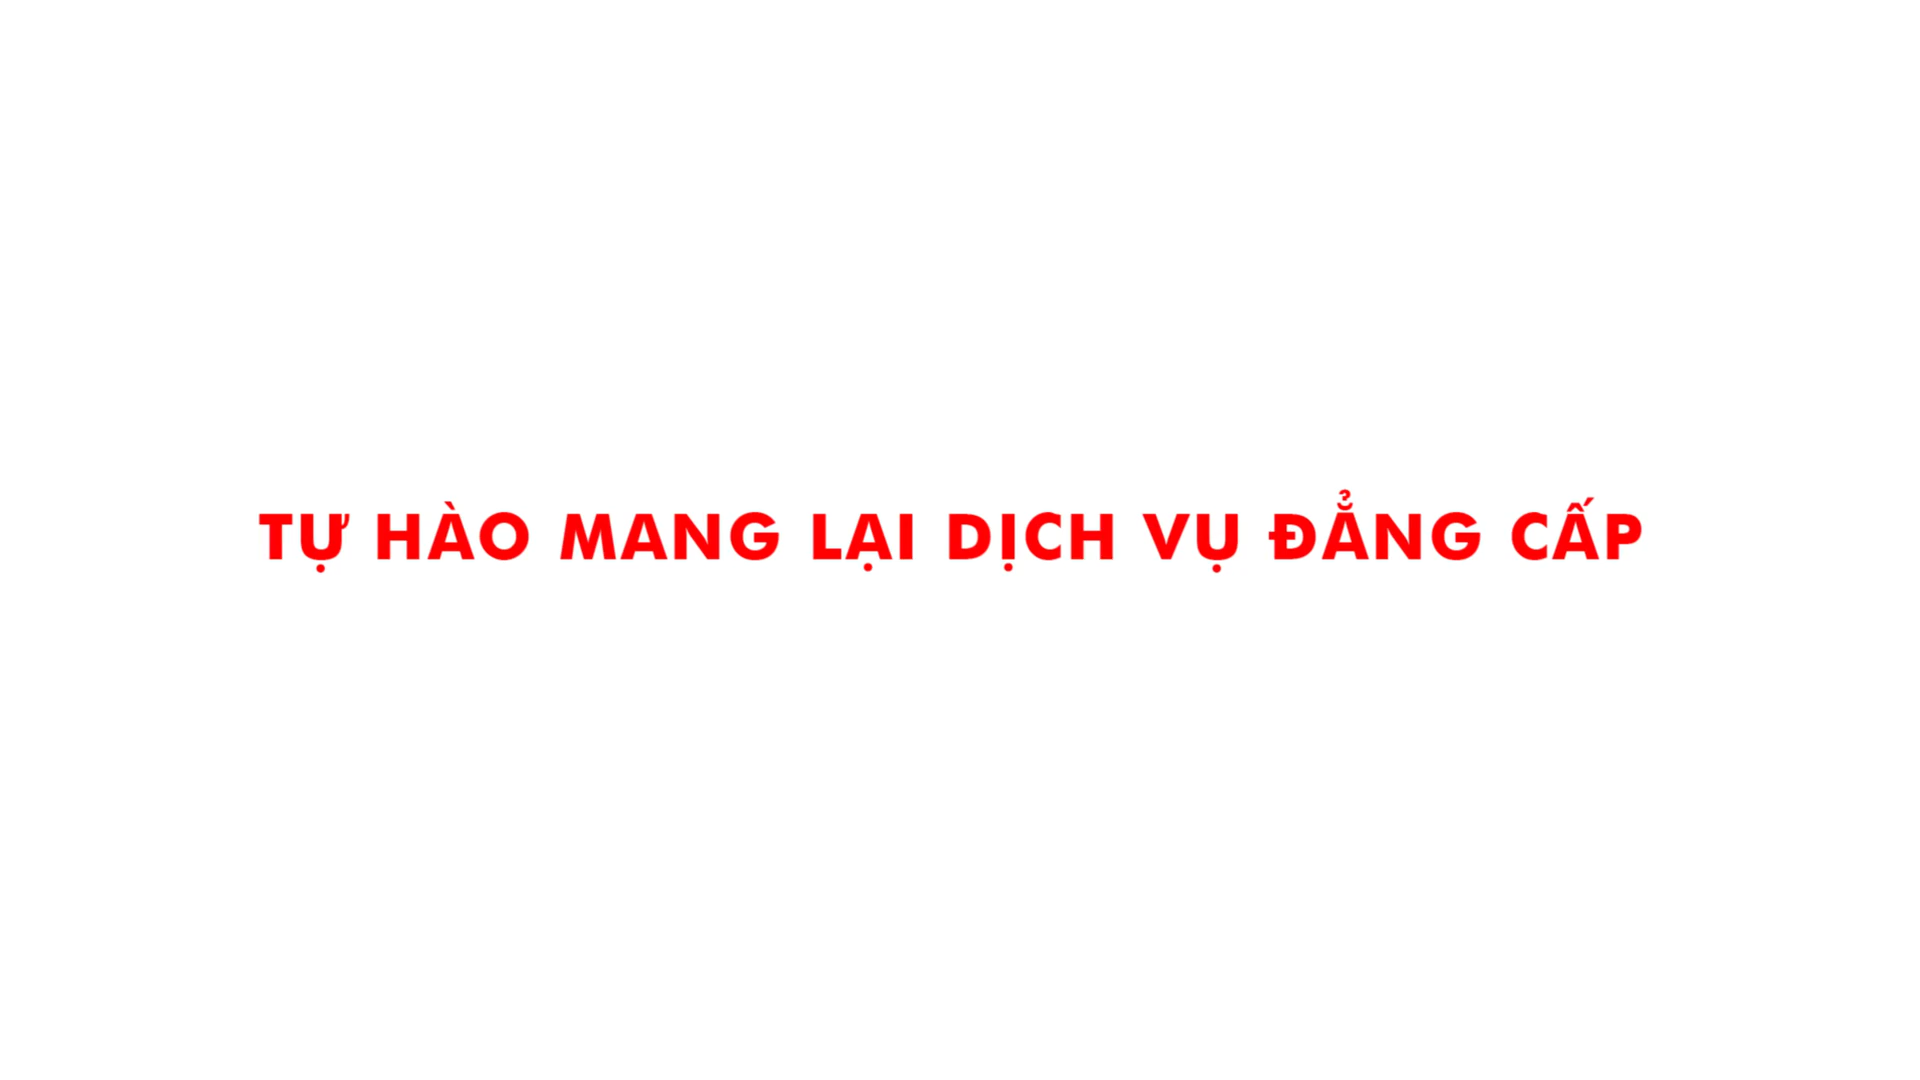 TỰ HÀO MANG LẠI DỊCH VỤ ĐẲNG CẤP